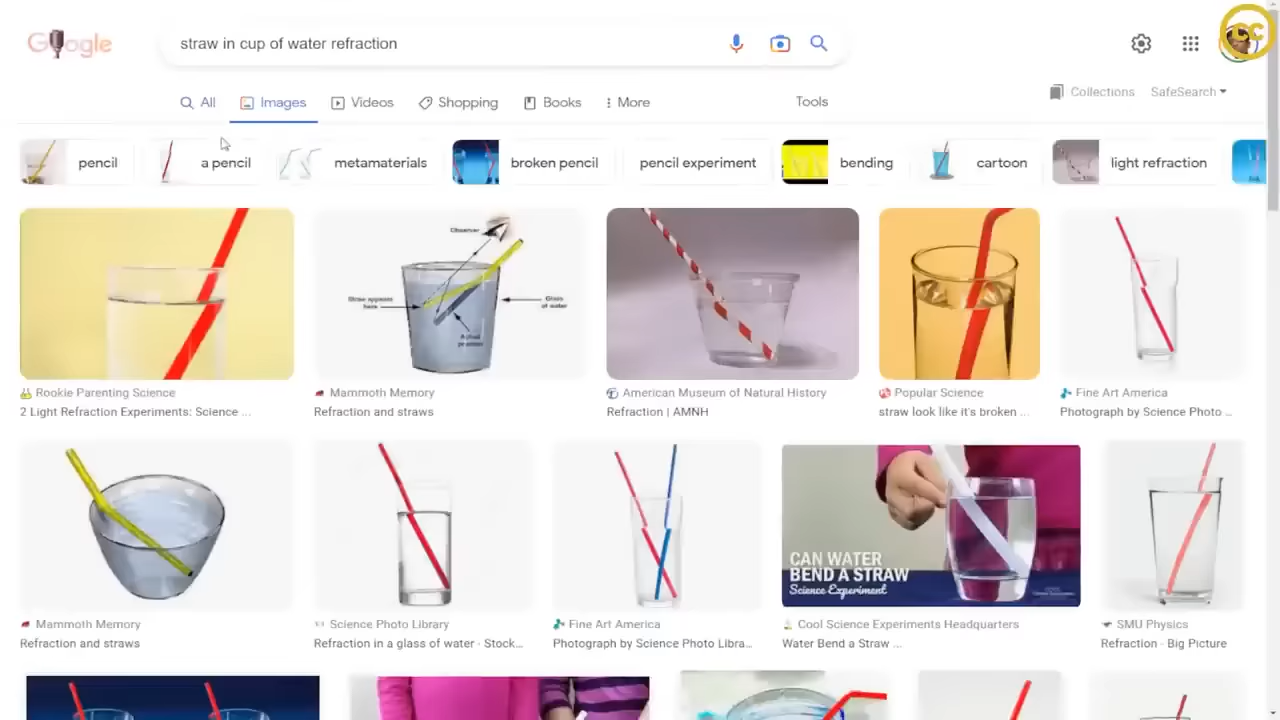 Google
straw in cup of water refraction
CC
All
Images
Videos
Shopping
Books
More
Tools
Collections
SafeSearch
pencil
a pencil
metamaterials
broken pencil
pencil experiment
bending
cartoon
light refraction
Observer
Straw appears
here
Glass
of water
Rookie Parenting Science
2 Light Refraction Experiments: Science ...
Mammoth Memory
Refraction and straws
American Museum of Natural History
Refraction | AMNH
Popular Science
straw look like it's broken ...
Fine Art America
Photograph by Science Photo ...
CAN WATER
BEND A STRAW
Science Experiment
Mammoth Memory
Refraction and straws
Science Photo Library
Refraction in a glass of water - Stock...
Fine Art America
Photograph by Science Photo Libra...
Cool Science Experiments Headquarters
Water Bend a Straw ...
SMU Physics
Refraction - Big Picture